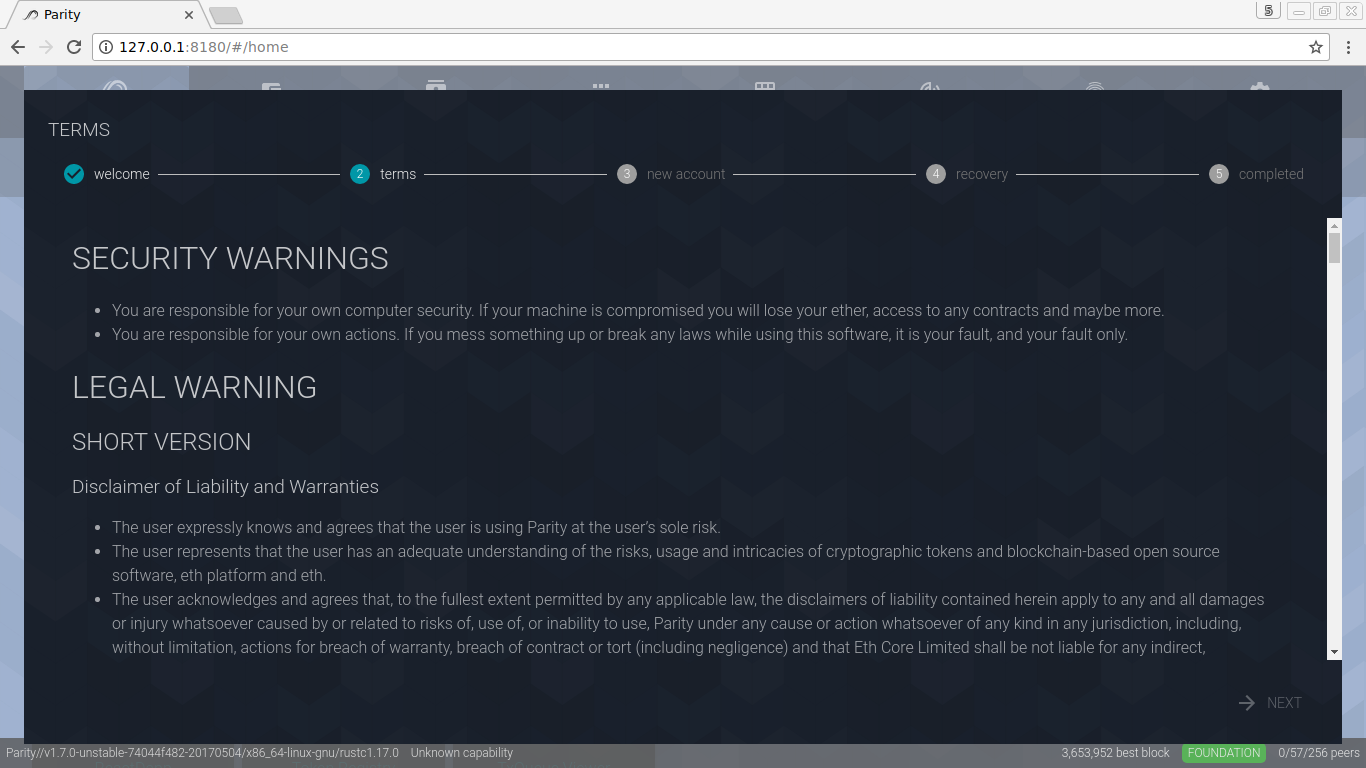 Parity
5
127.0.0.1:8180/#/home
TERMS
welcome
2 terms
3 new account
4 recovery
5 completed
SECURITY WARNINGS
You are responsible for your own computer security. If your machine is compromised you will lose your ether, access to any contracts and maybe more.
You are responsible for your own actions. If you mess something up or break any laws while using this software, it is your fault, and your fault only.
LEGAL WARNING
SHORT VERSION
Disclaimer of Liability and Warranties
The user expressly knows and agrees that the user is using Parity at the user’s sole risk.
The user represents that the user has an adequate understanding of the risks, usage and intricacies of cryptographic tokens and blockchain-based open source
software, eth platform and eth.
The user acknowledges and agrees that, to the fullest extent permitted by any applicable law, the disclaimers of liability contained herein apply to any and all damages
or injury whatsoever caused by or related to risks of, use of, or inability to use, Parity under any cause or action whatsoever of any kind in any jurisdiction, including,
without limitation, actions for breach of warranty, breach of contract or tort (including negligence) and that Eth Core Limited shall be not liable for any indirect,
NEXT
Parity//v1.7.0-unstable-74044f482-20170504/x86_64-linux-gnu/rustc1.17.0 Unknown capability
3,653,952 best block FOUNDATION 0/57/256 peers